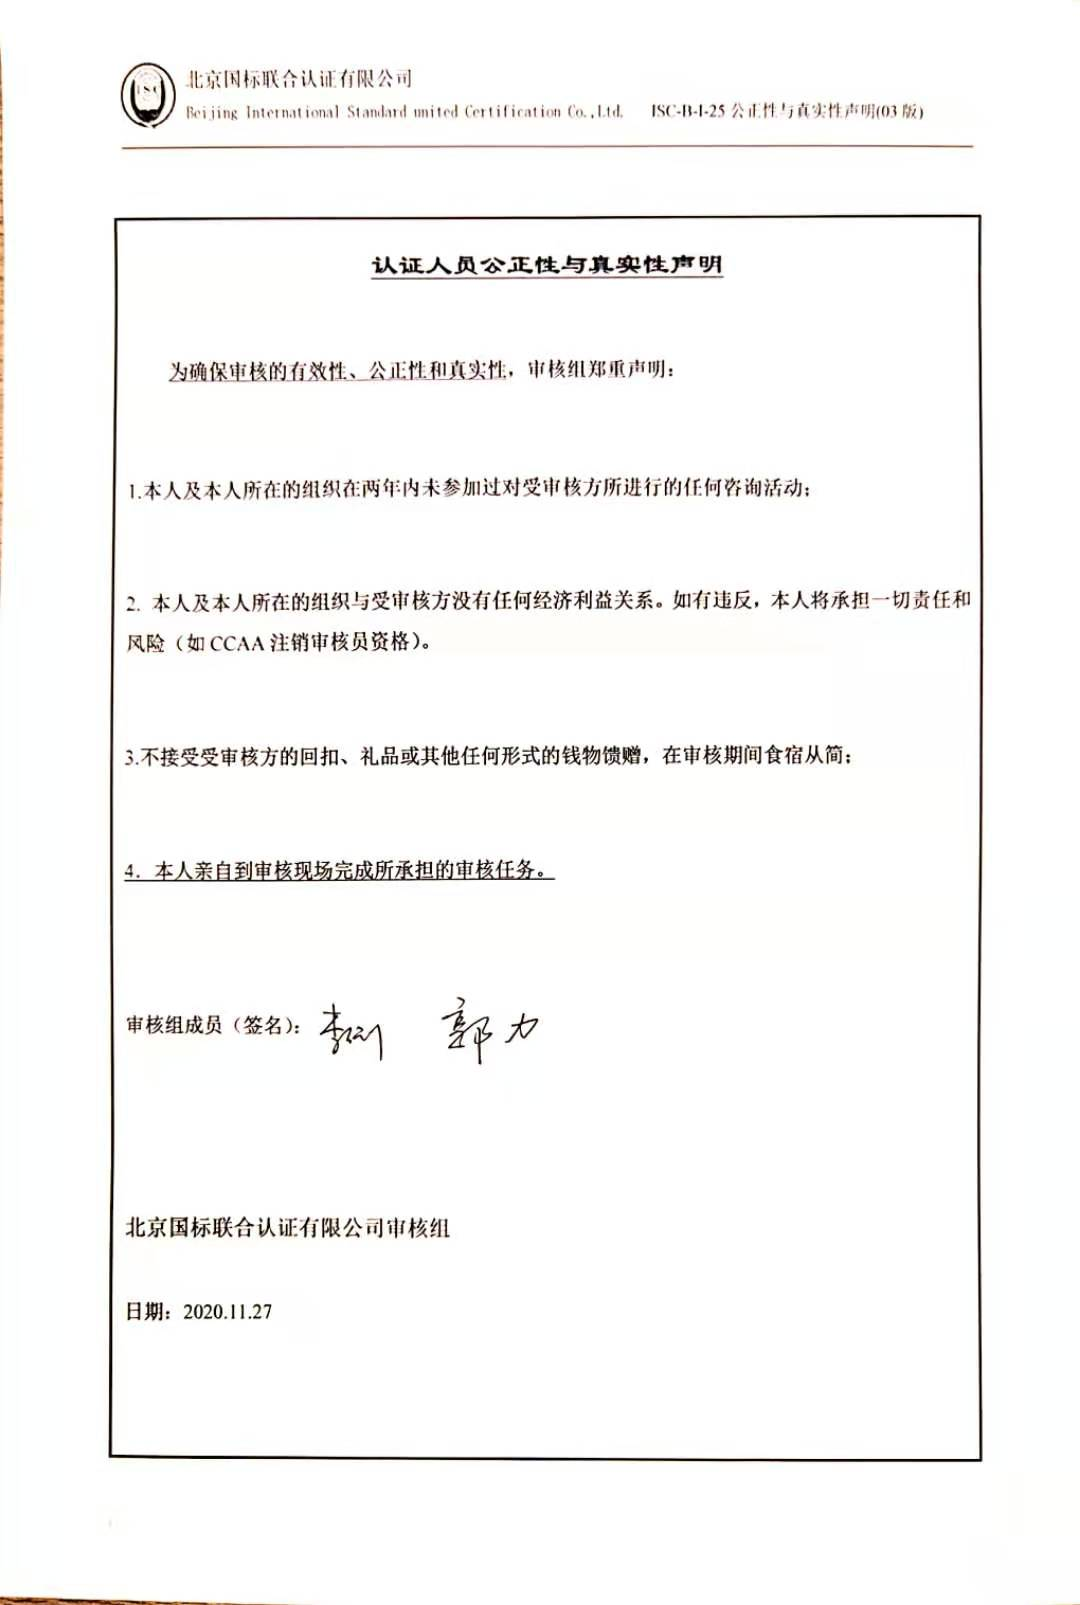 ISC
北京国标联合认证有限公司
Beijing International Standard united Certification Co.,Ltd. ISC-B-I-25 公正性与真实性声明(03 版)
认证人员公正性与真实性声明
为确保审核的有效性、公正性和真实性，审核组郑重声明：
1.本人及本人所在的组织在两年内未参加过对受审核方所进行的任何咨询活动；
2. 本人及本人所在的组织与受审核方没有任何经济利益关系。如有违反，本人将承担一切责任和
风险（如 CCAA 注销审核员资格）。
3.不接受受审核方的回扣、礼品或其他任何形式的钱物馈赠，在审核期间食宿从简；
4．本人亲自到审核现场完成所承担的审核任务。
审核组成员（签名）： 郭力
北京国标联合认证有限公司审核组
日期：2020.11.27